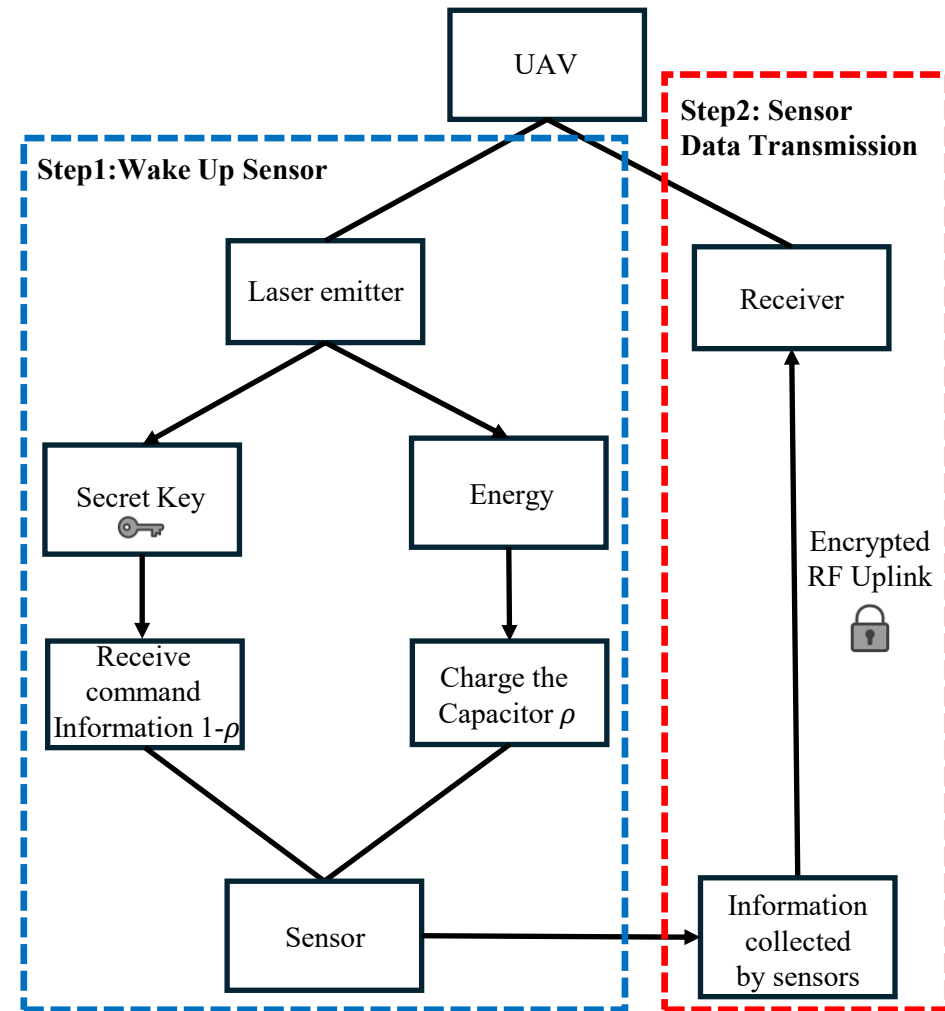 UAV
Step1:Wake Up Sensor
Step2: Sensor
Data Transmission
Laser emitter
Receiver
Secret Key
Energy
Encrypted
RF Uplink
Receive
command
Information 1-ρ
Charge the
Capacitor ρ
Sensor
Information
collected
by sensors